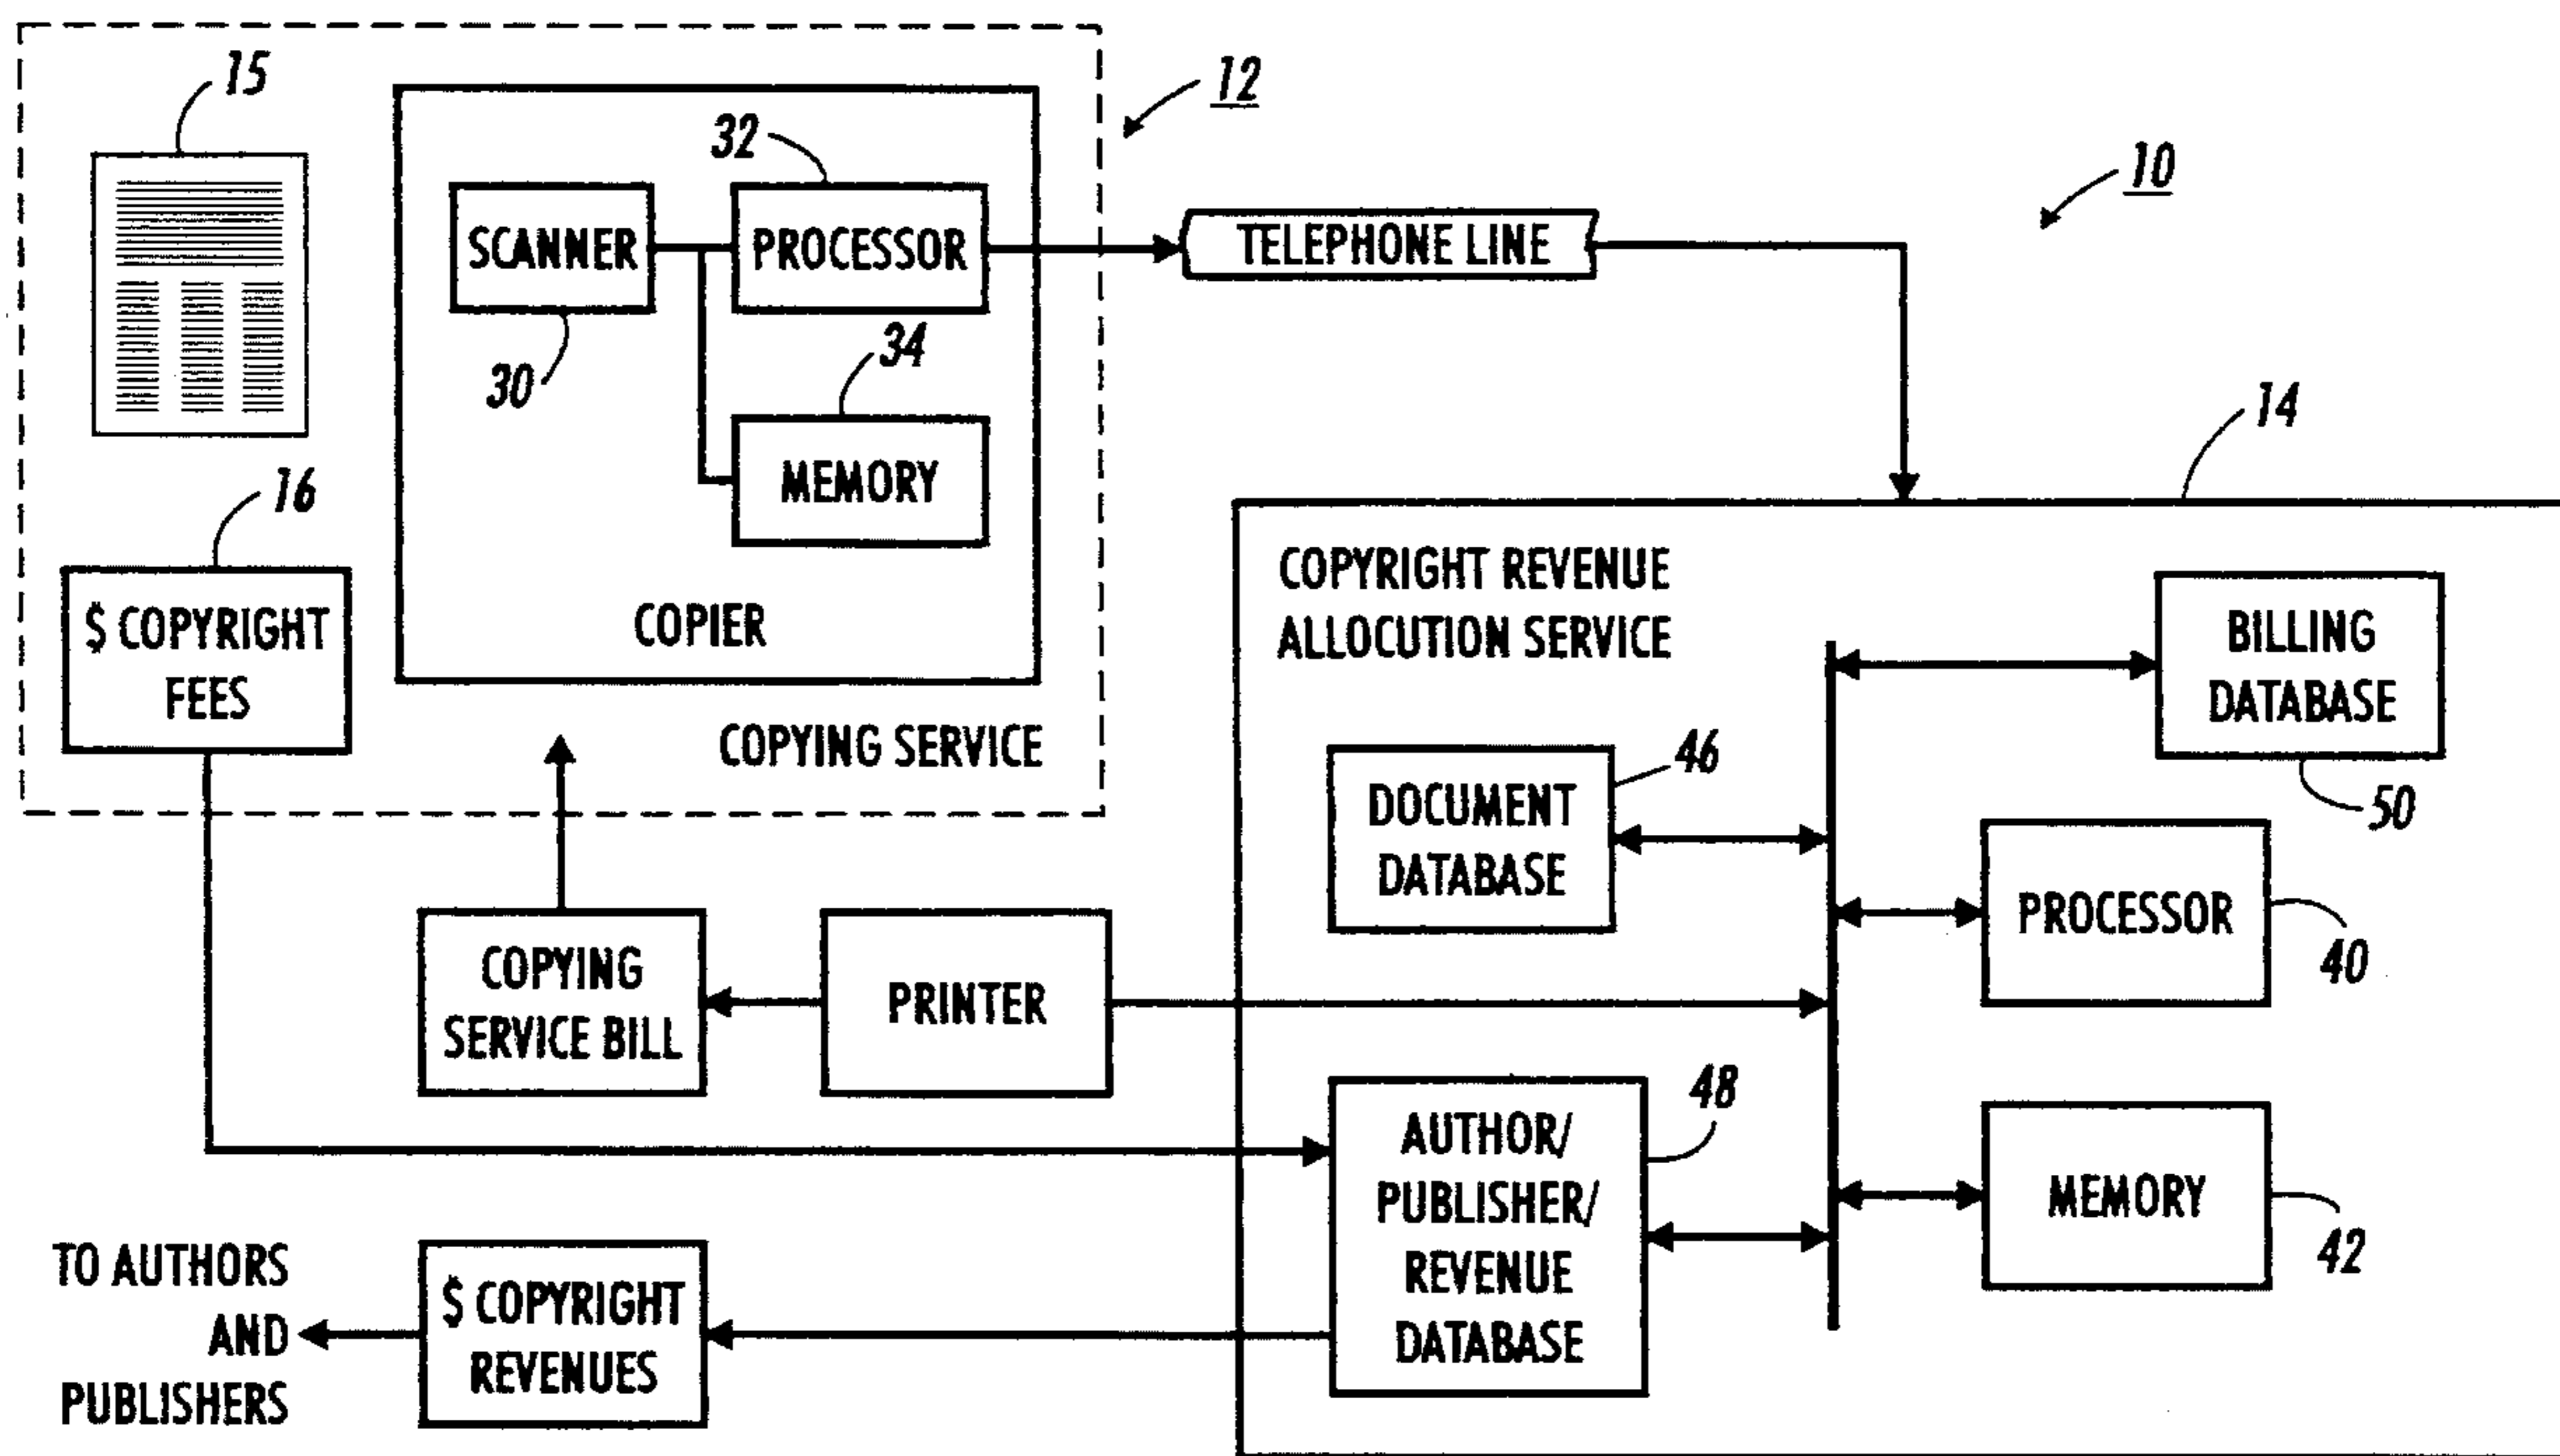 15
12
32
10
SCANNER
PROCESSOR
TELEPHONE LINE
30
34
14
MEMORY
16
$ COPYRIGHT
FEES
COPIER
COPYING SERVICE
COPYRIGHT REVENUE
ALLOCUTION SERVICE
BILLING
DATABASE
50
46
DOCUMENT
DATABASE
PROCESSOR
40
COPYING
SERVICE BILL
PRINTER
48
AUTHOR/
PUBLISHER/
REVENUE
DATABASE
MEMORY
42
TO AUTHORS
AND
PUBLISHERS
$ COPYRIGHT
REVENUES